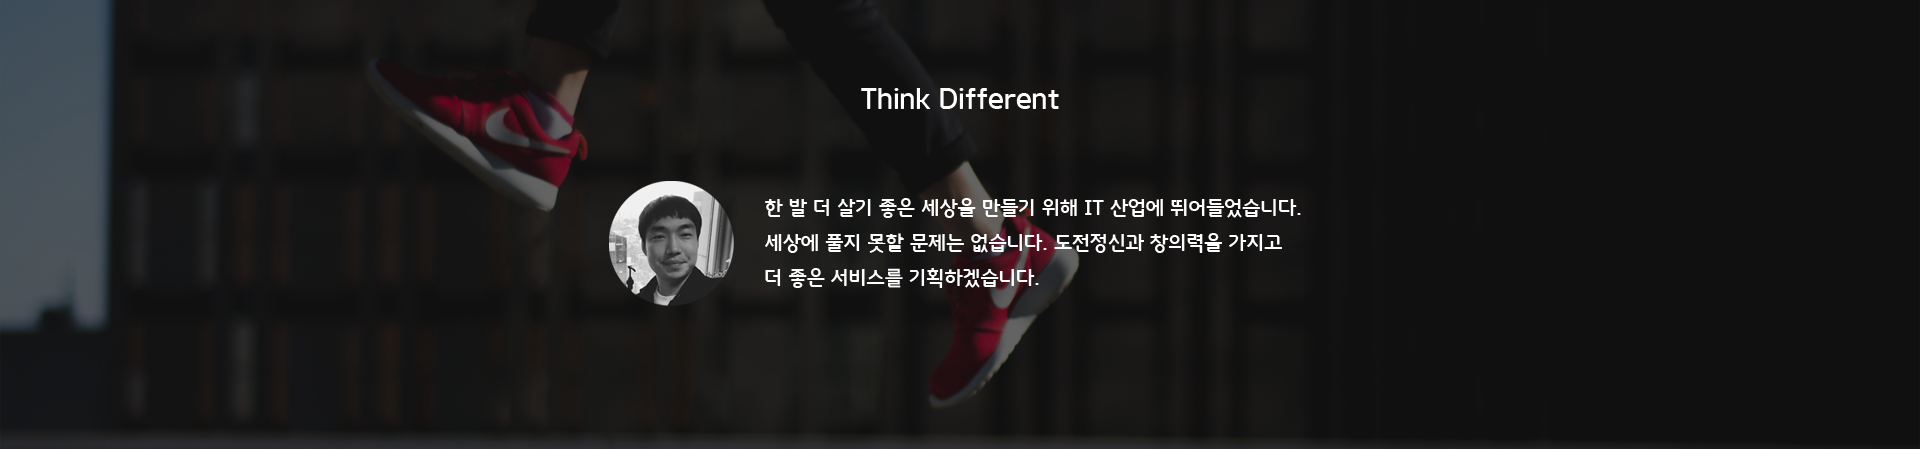 Think Different
한 발 더 살기 좋은 세상을 만들기 위해 IT 산업에 뛰어들었습니다.
세상에 풀지 못할 문제는 없습니다. 도전정신과 창의력을 가지고
더 좋은 서비스를 기획하겠습니다.